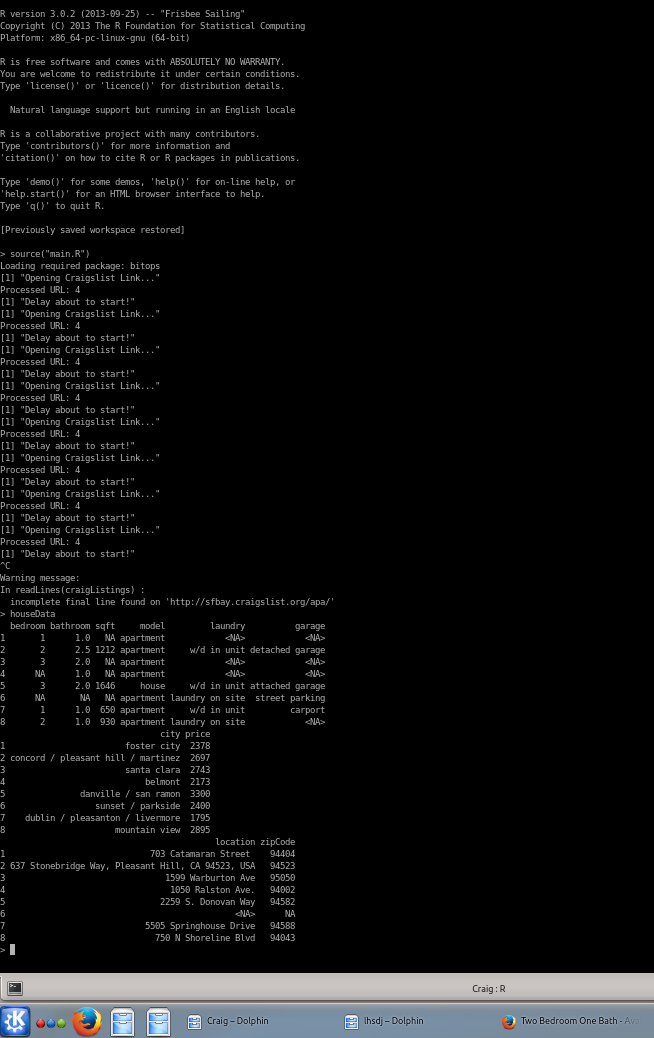 R version 3.0.2 (2013-09-25) -- "Frisbee Sailing"
Copyright (C) 2013 The R Foundation for Statistical Computing
Platform: x86_64-pc-linux-gnu (64-bit)

R is free software and comes with ABSOLUTELY NO WARRANTY.
You are welcome to redistribute it under certain conditions.
Type 'license()' or 'licence()' for distribution details.

  Natural language support but running in an English locale

R is a collaborative project with many contributors.
Type 'contributors()' for more information and
'citation()' on how to cite R or R packages in publications.

Type 'demo()' for some demos, 'help()' for on-line help, or
'help.start()' for an HTML browser interface to help.
Type 'q()' to quit R.

[Previously saved workspace restored]

> source("main.R")
Loading required package: bitops
[1] "Opening Craigslist Link..."
Processed URL: 4
[1] "Delay about to start!"
[1] "Opening Craigslist Link..."
Processed URL: 4
[1] "Delay about to start!"
[1] "Opening Craigslist Link..."
Processed URL: 4
[1] "Delay about to start!"
[1] "Opening Craigslist Link..."
Processed URL: 4
[1] "Delay about to start!"
[1] "Opening Craigslist Link..."
Processed URL: 4
[1] "Delay about to start!"
[1] "Opening Craigslist Link..."
Processed URL: 4
[1] "Delay about to start!"
[1] "Opening Craigslist Link..."
Processed URL: 4
[1] "Delay about to start!"
[1] "Opening Craigslist Link..."
Processed URL: 4
[1] "Delay about to start!"
^C
Warning message:
In readLines(craigListings) :
  incomplete final line found on 'http://sfbay.craigslist.org/apa/'
> houseData
  bedroom bathroom sqft     model         laundry          garage
1       1      1.0   NA apartment            <NA>            <NA>
2       2      2.5 1212 apartment     w/d in unit detached garage
3       3      2.0   NA apartment            <NA>            <NA>
4      NA      1.0   NA apartment            <NA>            <NA>
5       3      2.0 1646     house     w/d in unit attached garage
6      NA       NA   NA apartment laundry on site  street parking
7       1      1.0  650 apartment     w/d in unit         carport
8       2      1.0  930 apartment laundry on site            <NA>
                                city price
1                        foster city  2378
2 concord / pleasant hill / martinez  2697
3                        santa clara  2743
4                            belmont  2173
5               danville / san ramon  3300
6                  sunset / parkside  2400
7    dublin / pleasanton / livermore  1795
8                      mountain view  2895
                                           location zipCode
1                              703 Catamaran Street   94404
2 637 Stonebridge Way, Pleasant Hill, CA 94523, USA   94523
3                                 1599 Warburton Ave   95050
4                                  1050 Ralston Ave.   94002
5                                2259 S. Donovan Way   94582
6                                               <NA>      NA
7                             5505 Springhouse Drive   94588
8                               750 N Shoreline Blvd   94043
>
Craig : R
Craig – Dolphin
lhsdj – Dolphin
Two Bedroom One Bath - Ava